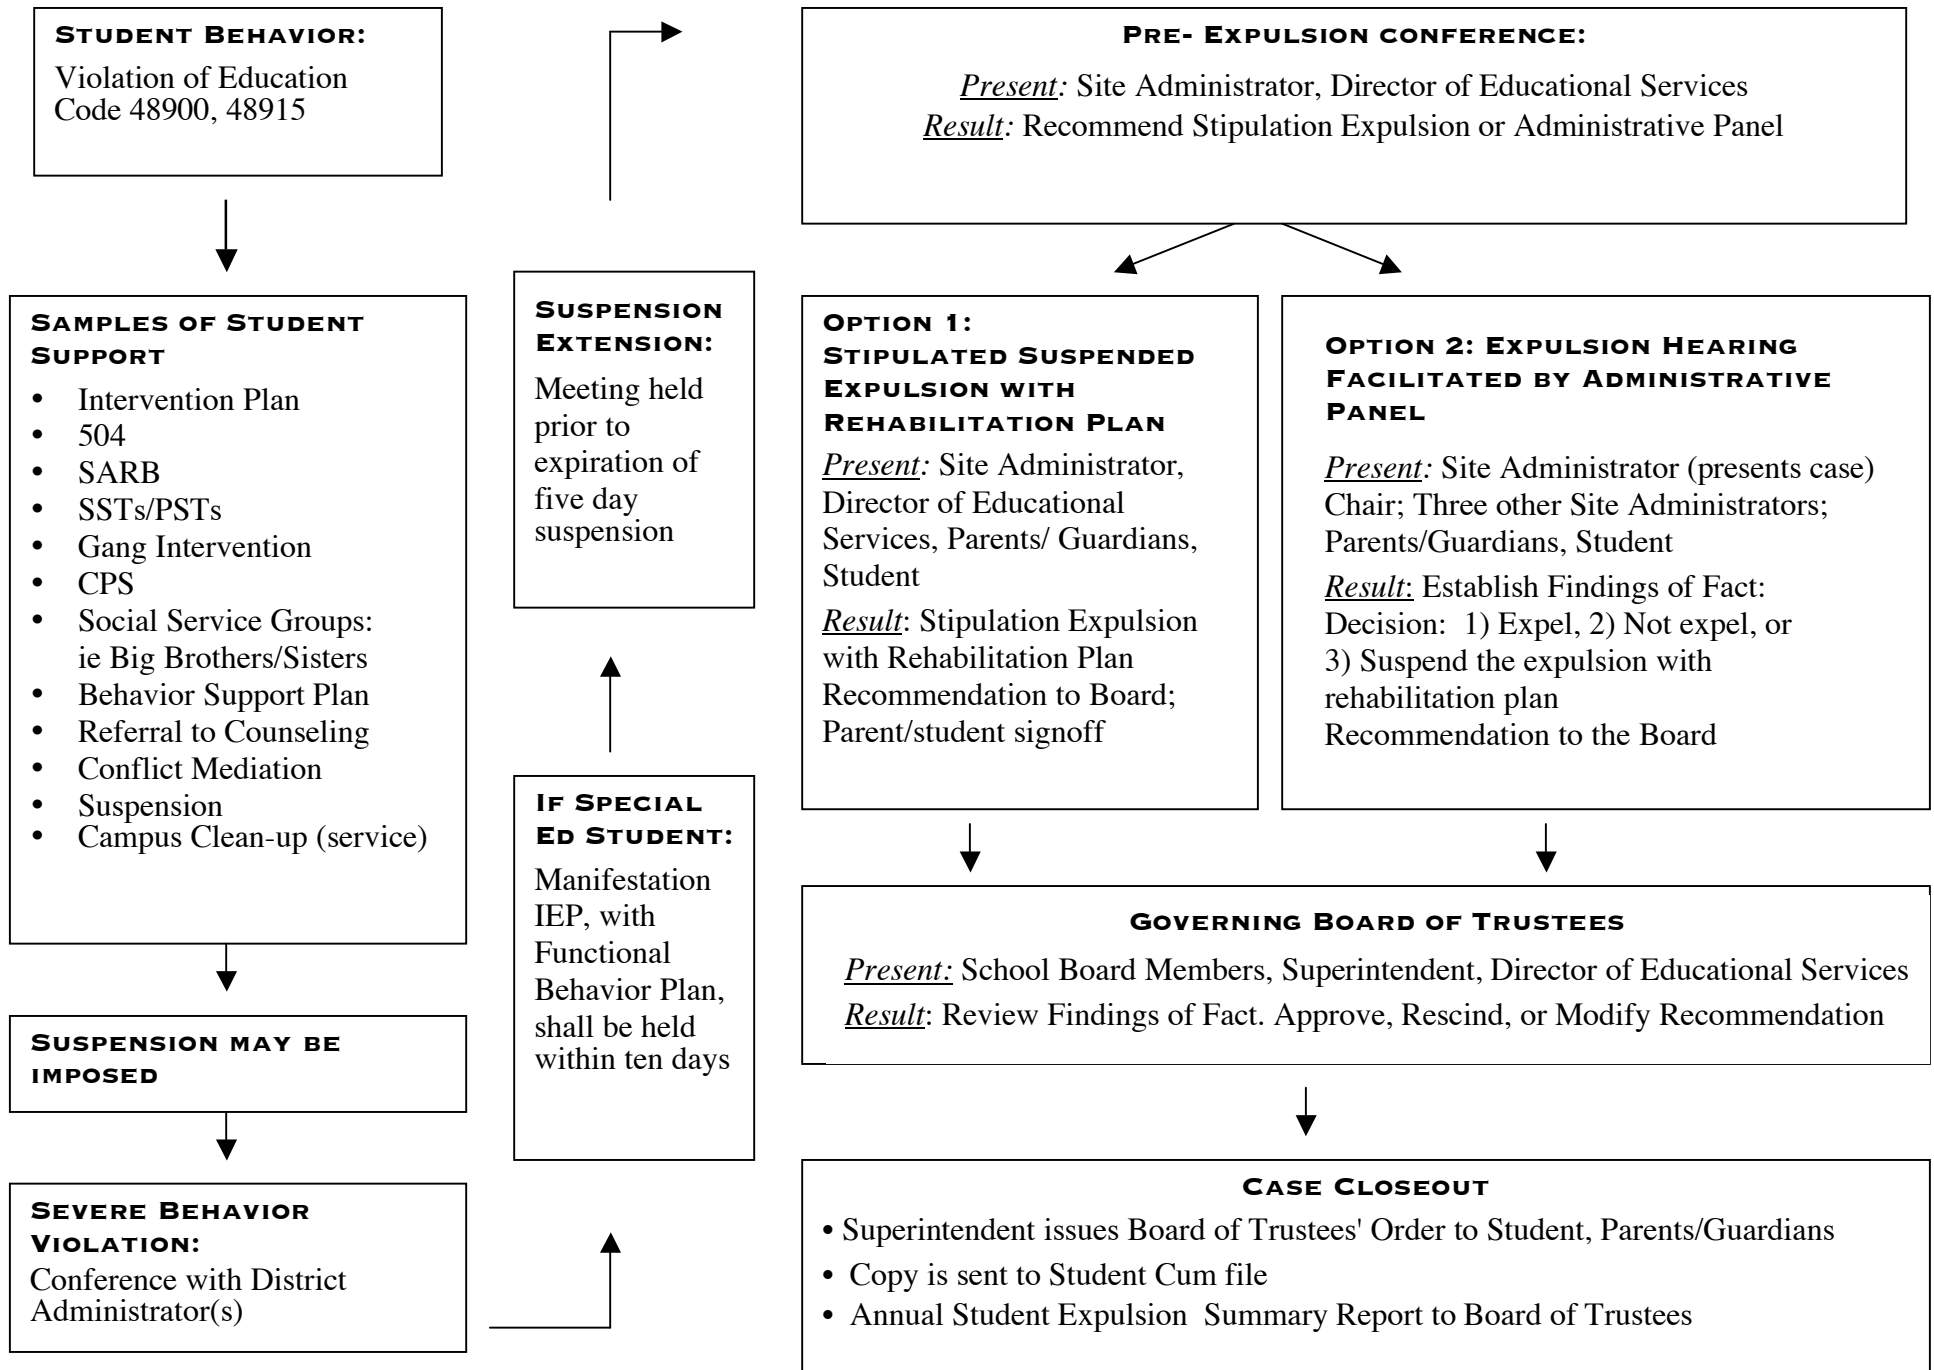 STUDENT BEHAVIOR:
Violation of Education
Code 48900, 48915
SAMPLES OF STUDENT
SUPPORT
• Intervention Plan
• 504
• SARB
• SSTs/PSTs
• Gang Intervention
• CPS
• Social Service Groups:
ie Big Brothers/Sisters
• Behavior Support Plan
• Referral to Counseling
• Conflict Mediation
• Suspension
• Campus Clean-up (service)
SUSPENSION MAY BE
IMPOSED
SEVERE BEHAVIOR
VIOLATION:
Conference with District
Administrator(s)
IF SPECIAL
ED STUDENT:
Manifestation
IEP, with
Functional
Behavior Plan,
shall be held
within ten days
SUSPENSION
EXTENSION:
Meeting held
prior to
expiration of
five day
suspension
PRE- EXPULSION CONFERENCE:
Present: Site Administrator, Director of Educational Services
Result: Recommend Stipulation Expulsion or Administrative Panel
OPTION 1:
STIPULATED SUSPENDED
EXPULSION WITH
REHABILITATION PLAN
Present: Site Administrator,
Director of Educational
Services, Parents/ Guardians,
Student
Result: Stipulation Expulsion
with Rehabilitation Plan
Recommendation to Board;
Parent/student signoff
OPTION 2: EXPULSION HEARING
FACILITATED BY ADMINISTRATIVE
PANEL
Present: Site Administrator (presents case)
Chair; Three other Site Administrators;
Parents/Guardians, Student
Result: Establish Findings of Fact:
Decision: 1) Expel, 2) Not expel, or
3) Suspend the expulsion with
rehabilitation plan
Recommendation to the Board
GOVERNING BOARD OF TRUSTEES
Present: School Board Members, Superintendent, Director of Educational Services
Result: Review Findings of Fact. Approve, Rescind, or Modify Recommendation
CASE CLOSEOUT
• Superintendent issues Board of Trustees' Order to Student, Parents/Guardians
• Copy is sent to Student Cum file
• Annual Student Expulsion Summary Report to Board of Trustees